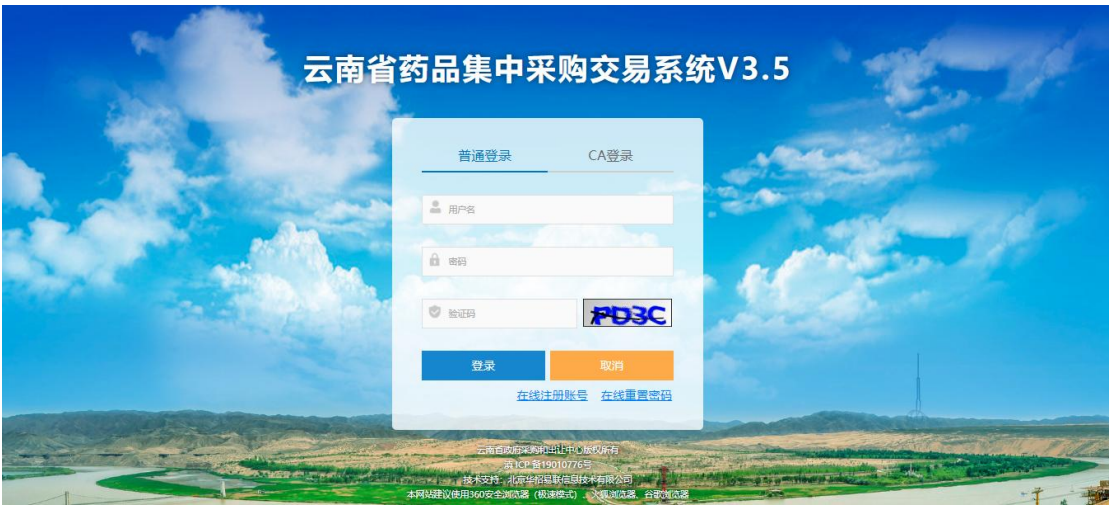 云南省药品集中采购交易系统V3.5
普通登录 CA登录
用户名
密码
验证码 PD3C
登录 取消
在线注册账号 在线重置密码
云南省政府采购和出让中心版权所有
滇ICP备19010776号
技术支持：北京华招易联信息技术有限公司
本网站建议使用360安全浏览器（极速模式）、火狐浏览器、谷歌浏览器